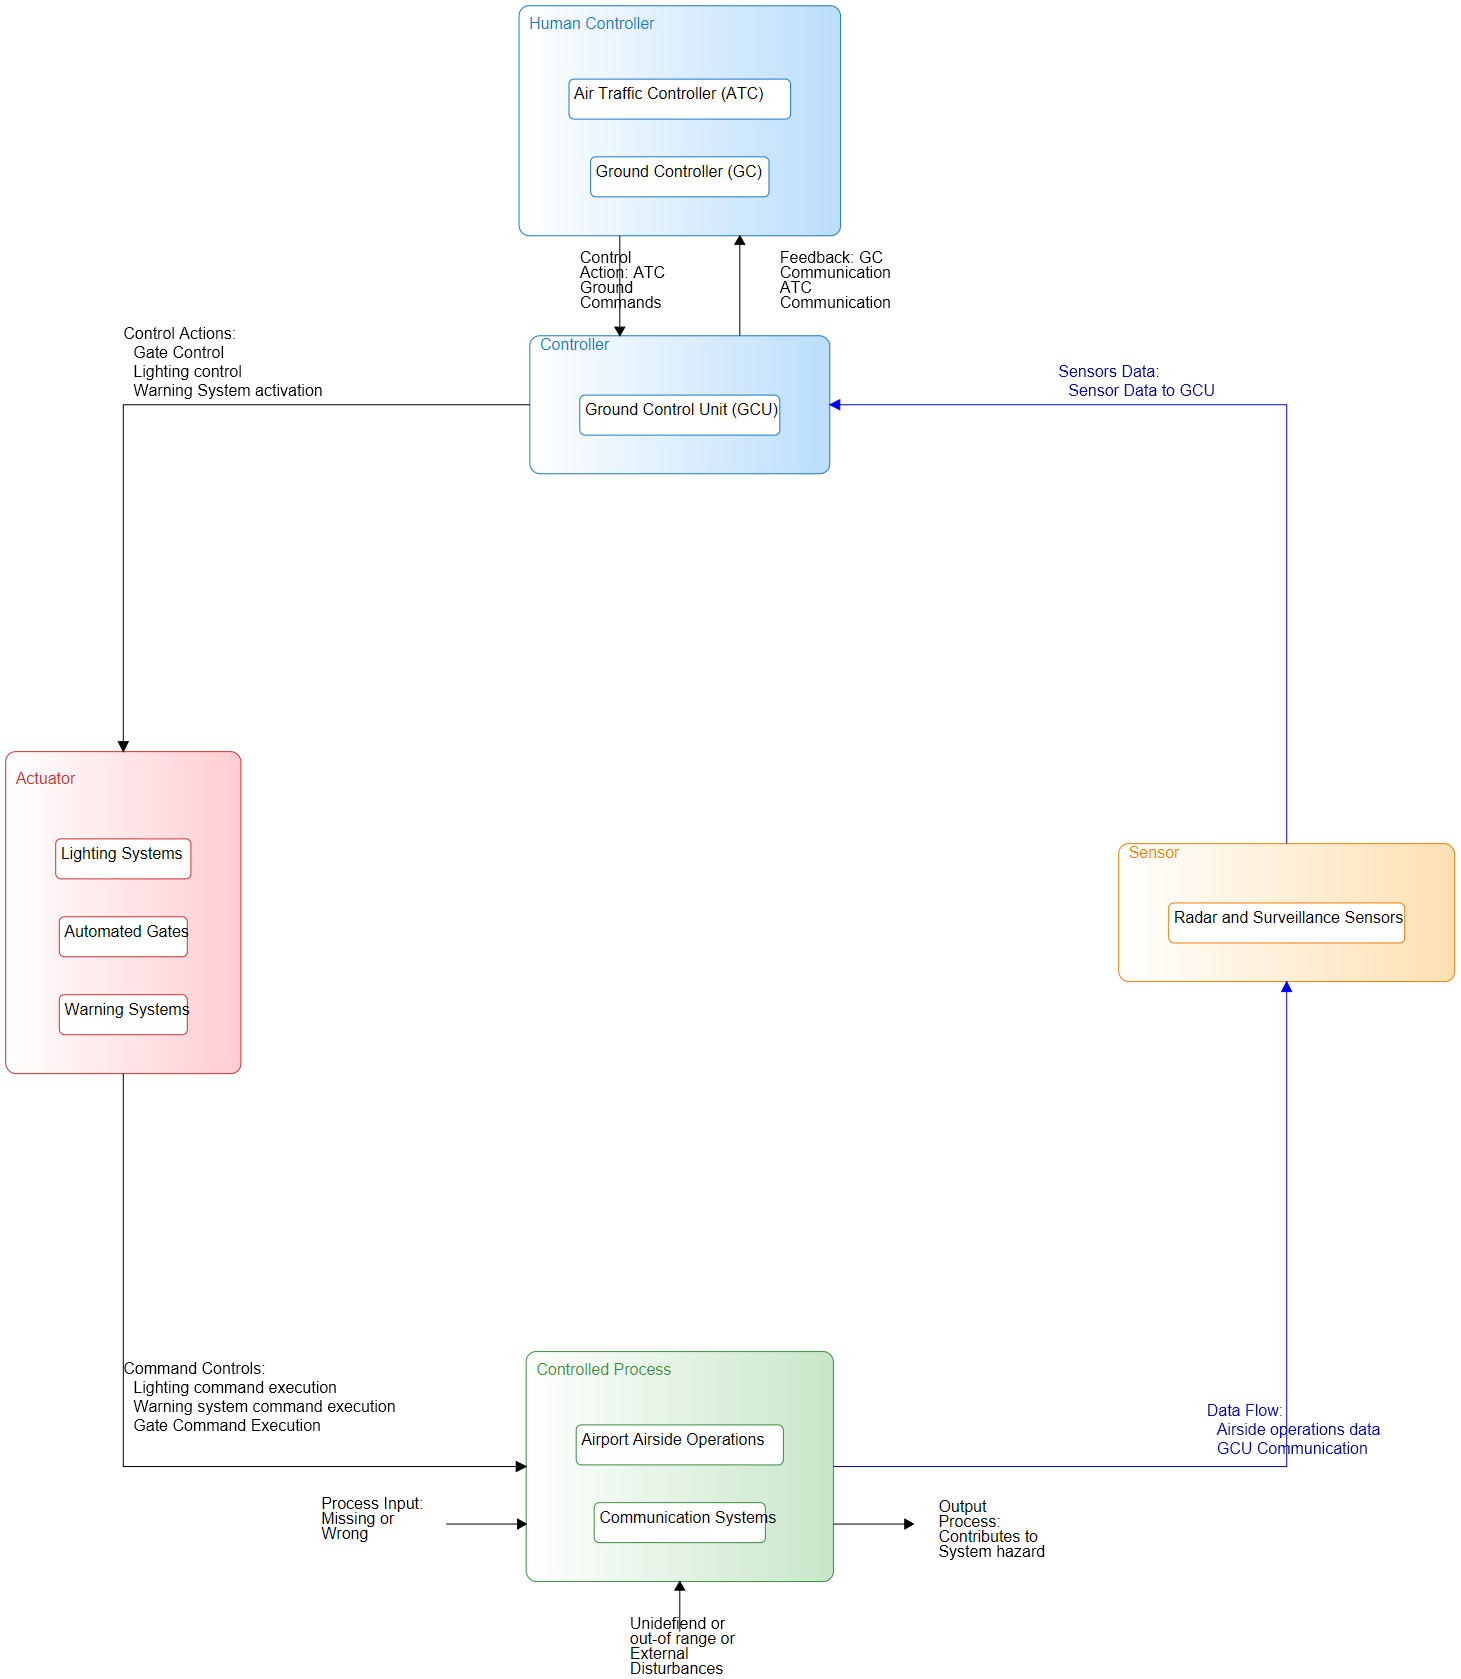 Human Controller
Air Traffic Controller (ATC)
Ground Controller (GC)
Control
Action: ATC
Ground
Commands
Feedback: GC
Communication
ATC
Communication
Control Actions:
Gate Control
Lighting control
Warning System activation
Controller
Ground Control Unit (GCU)
Sensors Data:
Sensor Data to GCU
Actuator
Lighting Systems
Automated Gates
Warning Systems
Sensor
Radar and Surveillance Sensors
Command Controls:
Lighting command execution
Warning system command execution
Gate Command Execution
Controlled Process
Airport Airside Operations
Communication Systems
Data Flow:
Airside operations data
GCU Communication
Process Input:
Missing or
Wrong
Output
Process:
Contributes to
System hazard
Unidefiend or
out-of range or
External
Disturbances